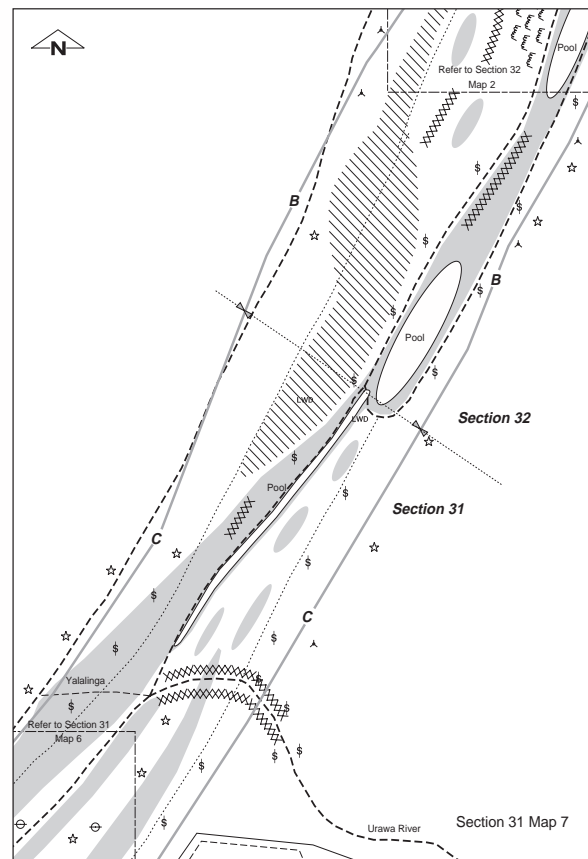 N
Pool
Refer to Section 32
Map 2
B
B
Pool
LWD
LWD
Section 32
Pool
Section 31
C
C
Yalalinga
Refer to Section 31
Map 6
Urawa River
Section 31 Map 7